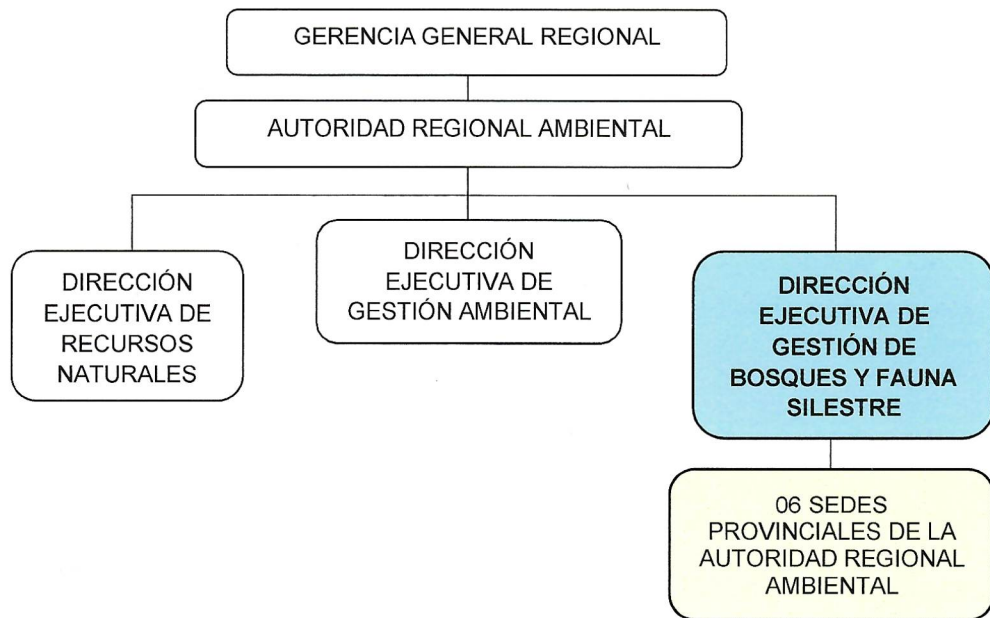 GERENCIA GENERAL REGIONAL
AUTORIDAD REGIONAL AMBIENTAL
DIRECCIÓN
EJECUTIVA DE
RECURSOS
NATURALES
DIRECCIÓN
EJECUTIVA DE
GESTIÓN AMBIENTAL
DIRECCIÓN
EJECUTIVA DE
GESTIÓN DE
BOSQUES Y FAUNA
SILESTRE
06 SEDES
PROVINCIALES DE LA
AUTORIDAD REGIONAL
AMBIENTAL